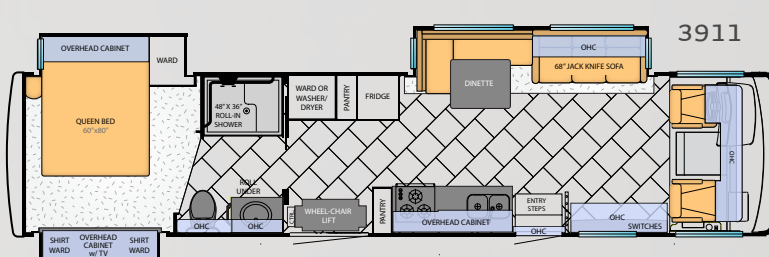 3911
OVERHEAD CABINET
WARD
QUEEN BED
60"x80"
48" X 36"
ROLL-IN
SHOWER
WARD OR
WASHER/
DRYER
PANTRY
FRIDGE
DINETTE
OHC
68" JACK KNIFE SOFA
OHC
ROLL
UNDER
OHC
OHC
CTRL
WHEEL-CHAIR
LIFT
PANTRY
OVERHEAD CABINET
ENTRY
STEPS
OHC
OHC
SWITCHES
SHIRT
WARD
OVERHEAD
CABINET
w/ TV
SHIRT
WARD